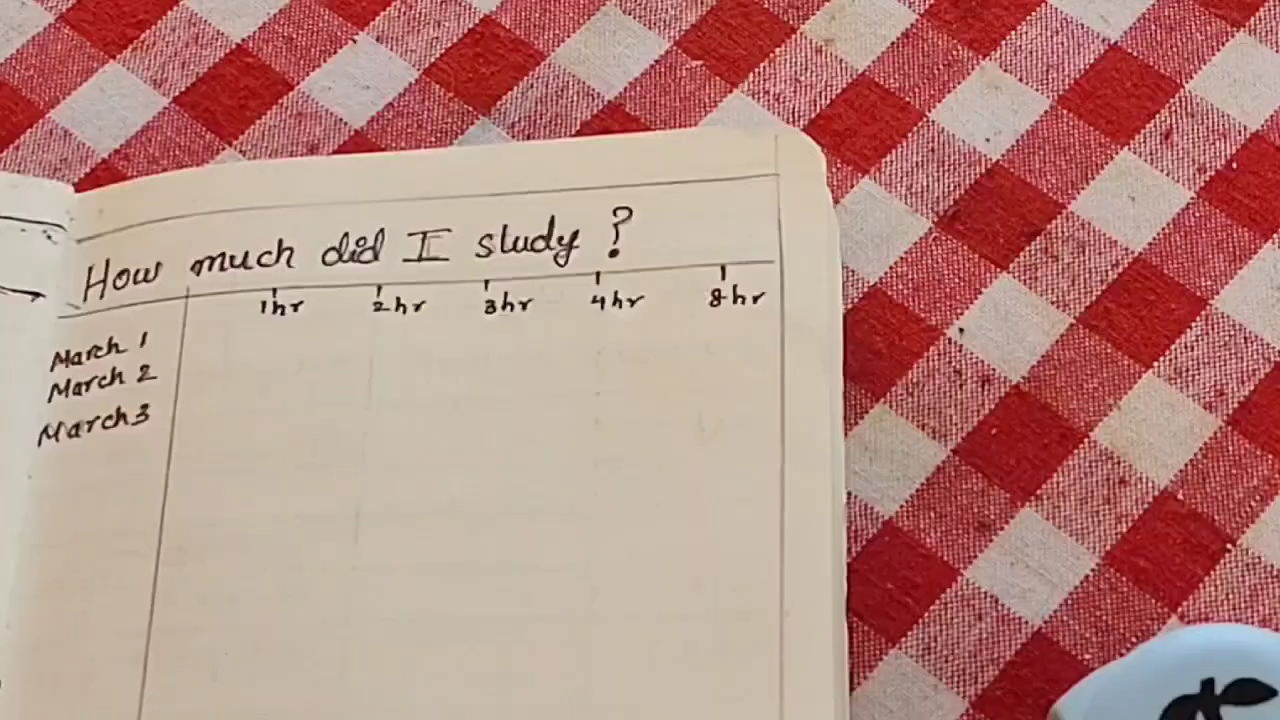 How much did I study ?
1hr 2hr 3hr 4hr 8hr
March 1
March 2
March 3